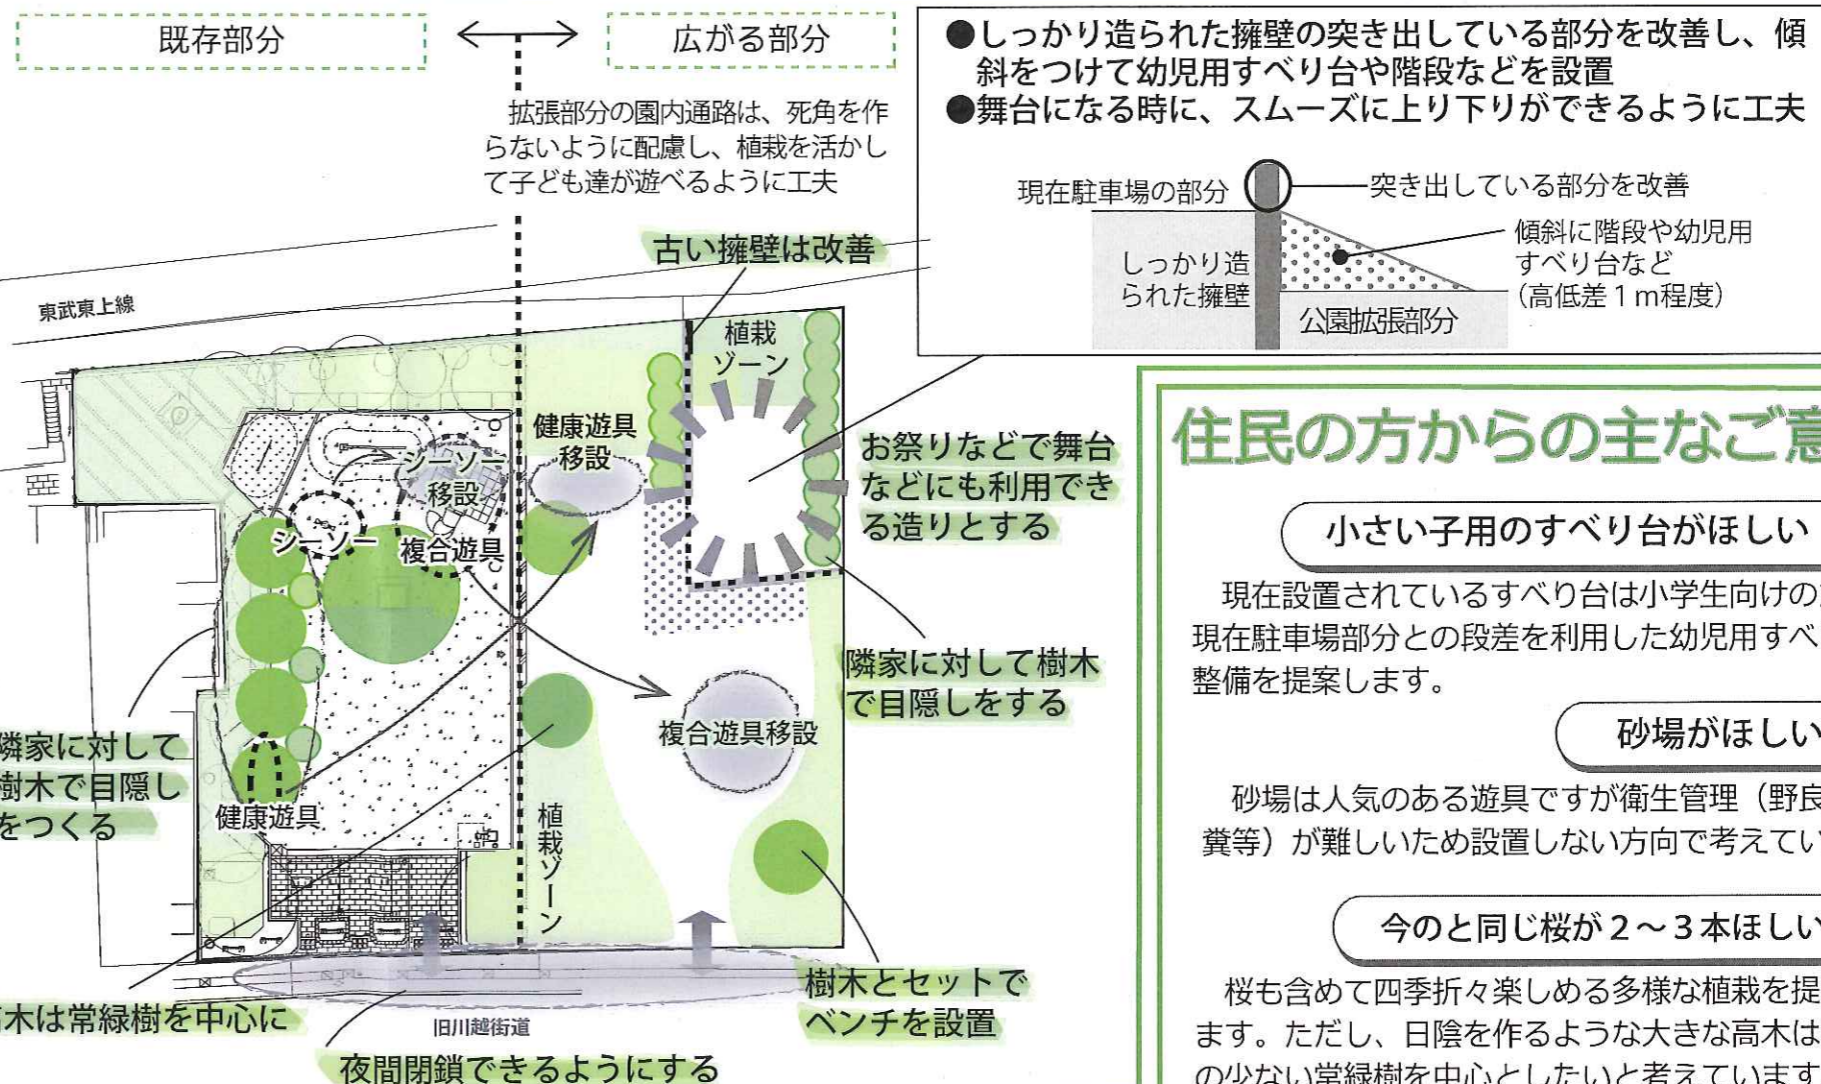 既存部分
広がる部分
拡張部分の園内通路は、死角を作
らないように配慮し、植栽を活かし
て子ども達が遊べるように工夫
●しっかり造られた擁壁の突き出している部分を改善し、傾
斜をつけて幼児用すべり台や階段などを設置
●舞台になる時に、スムーズに上り下りができるように工夫
現在駐車場の部分
突き出している部分を改善
傾斜に階段や幼児用
すべり台など
（高低差１ｍ程度）
しっかり造
られた擁壁
公園拡張部分
古い擁壁は改善
東武東上線
植栽
ゾーン
健康遊具
移設
シーソー
移設
シーソー
複合遊具
お祭りなどで舞台
などにも利用でき
る造りとする
隣家に対して樹木
で目隠しをする
複合遊具移設
隣家に対して
樹木で目隠し
をつくる
健康遊具
植栽ゾーン
樹木とセットで
ベンチを設置
木は常緑樹を中心に
旧川越街道
夜間閉鎖できるようにする
住民の方からの主なご意
小さい子用のすべり台がほしい
現在設置されているすべり台は小学生向けの
現在駐車場部分との段差を利用した幼児用すべ
整備を提案します。
砂場がほしい
砂場は人気のある遊具ですが衛生管理（野良
糞等）が難しいため設置しない方向で考えてい
今のと同じ桜が２～３本ほしい
桜も含めて四季折々楽しめる多様な植栽を提
ます。ただし、日陰を作るような大きな高木は
の少ない常緑樹を中心としたいと考えています